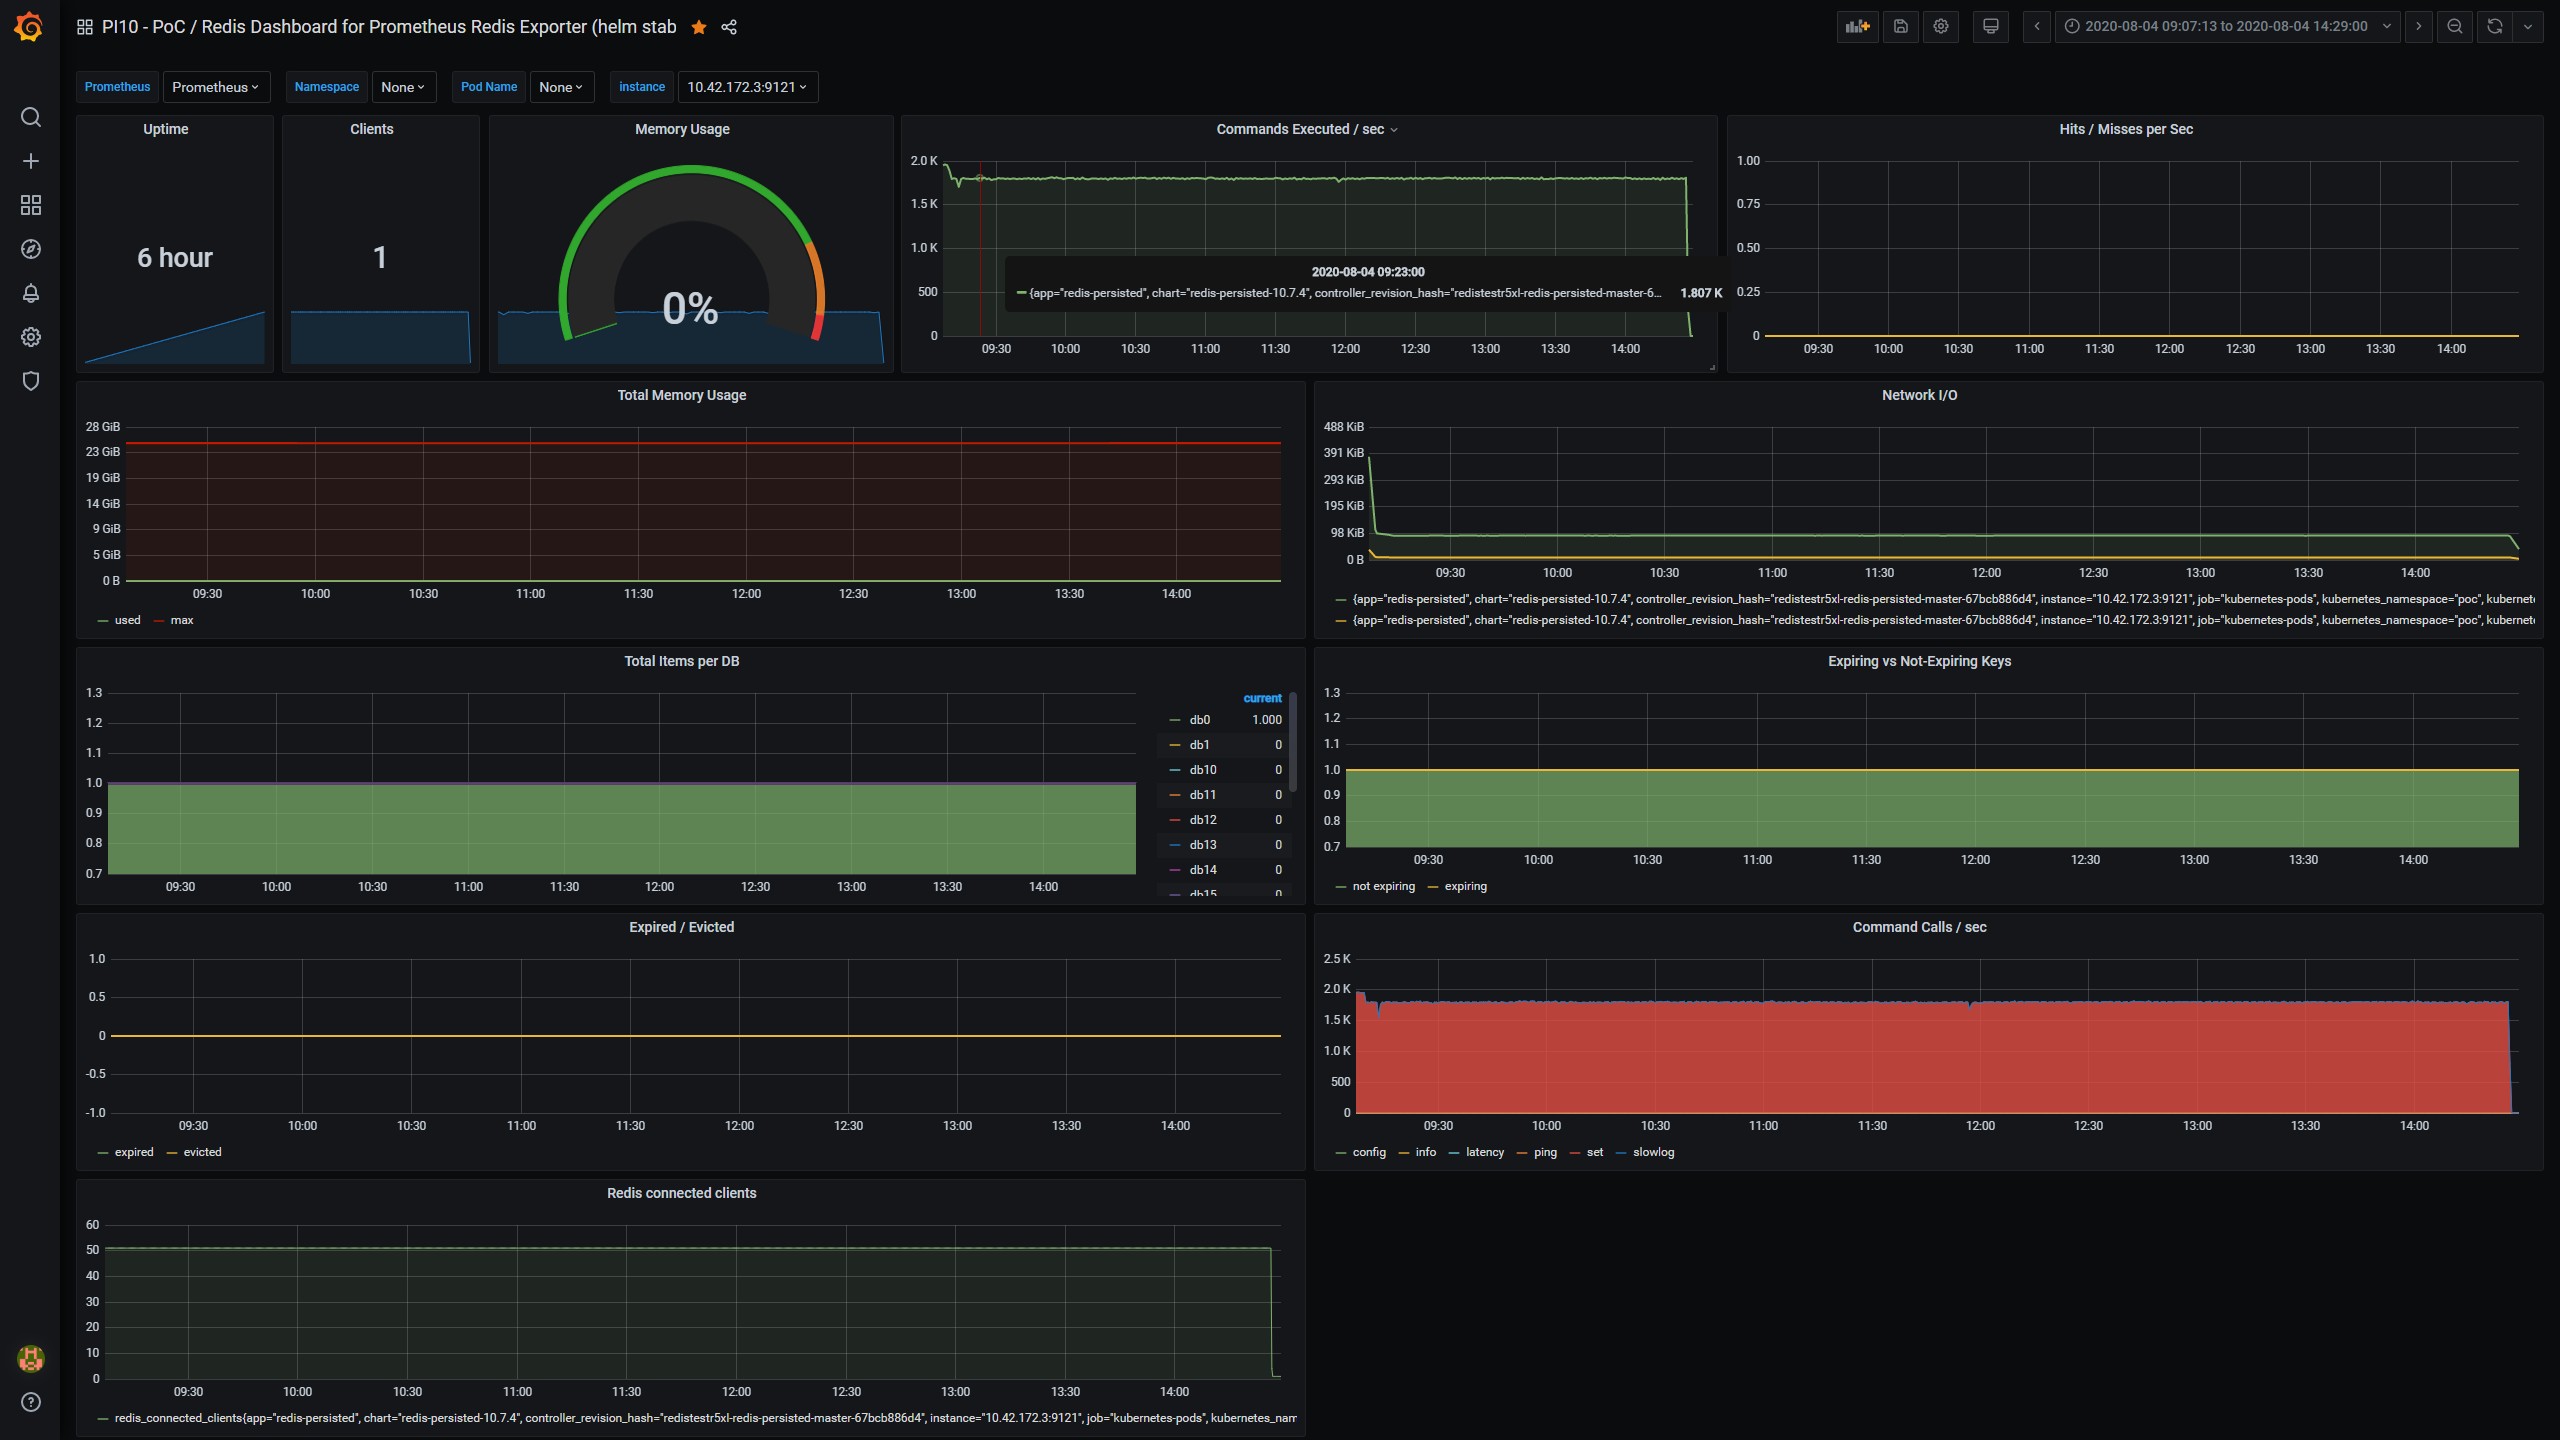 PI10 - PoC / Redis Dashboard for Prometheus Redis Exporter (helm stab
2020-08-04 09:07:13 to 2020-08-04 14:29:00
Prometheus Prometheus Namespace None Pod Name None instance 10.42.172.3:9121
Uptime
6 hour
Clients
1
Memory Usage
0%
Commands Executed / sec
2.0 K
1.5 K
1.0 K
500
0
09:30 10:00 10:30 11:00 11:30 12:00 12:30 13:00 13:30 14:00
2020-08-04 09:23:00
{app="redis-persisted", chart="redis-persisted-10.7.4", controller_revision_hash="redistestr5xl-redis-persisted-master-6... 1.807 K
Hits / Misses per Sec
1.00
0.75
0.50
0.25
0
09:30 10:00 10:30 11:00 11:30 12:00 12:30 13:00 13:30 14:00
Total Memory Usage
28 GiB
23 GiB
19 GiB
14 GiB
9 GiB
5 GiB
0 B
09:30 10:00 10:30 11:00 11:30 12:00 12:30 13:00 13:30 14:00
used max
Network I/O
488 KiB
391 KiB
293 KiB
195 KiB
98 KiB
0 B
09:30 10:00 10:30 11:00 11:30 12:00 12:30 13:00 13:30 14:00
{app="redis-persisted", chart="redis-persisted-10.7.4", controller_revision_hash="redistestr5xl-redis-persisted-master-67bcb886d4", instance="10.42.172.3:9121", job="kubernetes-pods", kubernetes_namespace="poc", kubernet
{app="redis-persisted", chart="redis-persisted-10.7.4", controller_revision_hash="redistestr5xl-redis-persisted-master-67bcb886d4", instance="10.42.172.3:9121", job="kubernetes-pods", kubernetes_namespace="poc", kubernet
Total Items per DB
1.3
1.2
1.1
1.0
0.9
0.8
0.7
09:30 10:00 10:30 11:00 11:30 12:00 12:30 13:00 13:30 14:00
current
db0 1.000
db1 0
db10 0
db11 0
db12 0
db13 0
db14 0
db15 0
Expiring vs Not-Expiring Keys
1.3
1.2
1.1
1.0
0.9
0.8
0.7
09:30 10:00 10:30 11:00 11:30 12:00 12:30 13:00 13:30 14:00
not expiring expiring
Expired / Evicted
1.0
0.5
0
-0.5
-1.0
09:30 10:00 10:30 11:00 11:30 12:00 12:30 13:00 13:30 14:00
expired evicted
Command Calls / sec
2.5 K
2.0 K
1.5 K
1.0 K
500
0
09:30 10:00 10:30 11:00 11:30 12:00 12:30 13:00 13:30 14:00
config info latency ping set slowlog
Redis connected clients
60
50
40
30
20
10
0
09:30 10:00 10:30 11:00 11:30 12:00 12:30 13:00 13:30 14:00
redis_connected_clients{app="redis-persisted", chart="redis-persisted-10.7.4", controller_revision_hash="redistestr5xl-redis-persisted-master-67bcb886d4", instance="10.42.172.3:9121", job="kubernetes-pods", kubernetes_nam